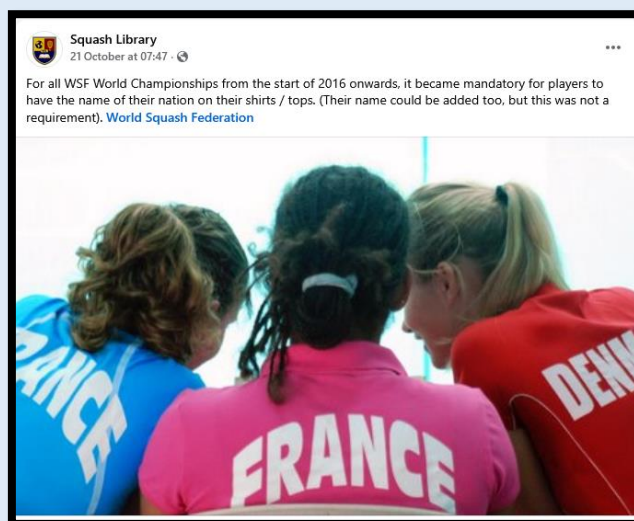 Squash Library
21 October at 07:47 ·
For all WSF World Championships from the start of 2016 onwards, it became mandatory for players to
have the name of their nation on their shirts / tops. (Their name could be added too, but this was not a
requirement). World Squash Federation
RANCE
FRANCE
DENM